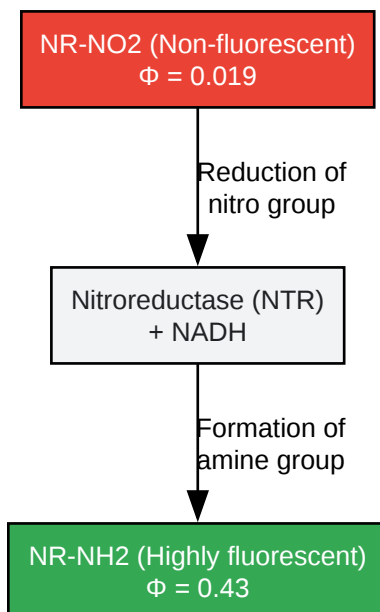 NR-NO2 (Non-fluorescent)
Φ = 0.019
Reduction of
nitro group
Nitroreductase (NTR)
+ NADH
Formation of
amine group
NR-NH2 (Highly fluorescent)
Φ = 0.43